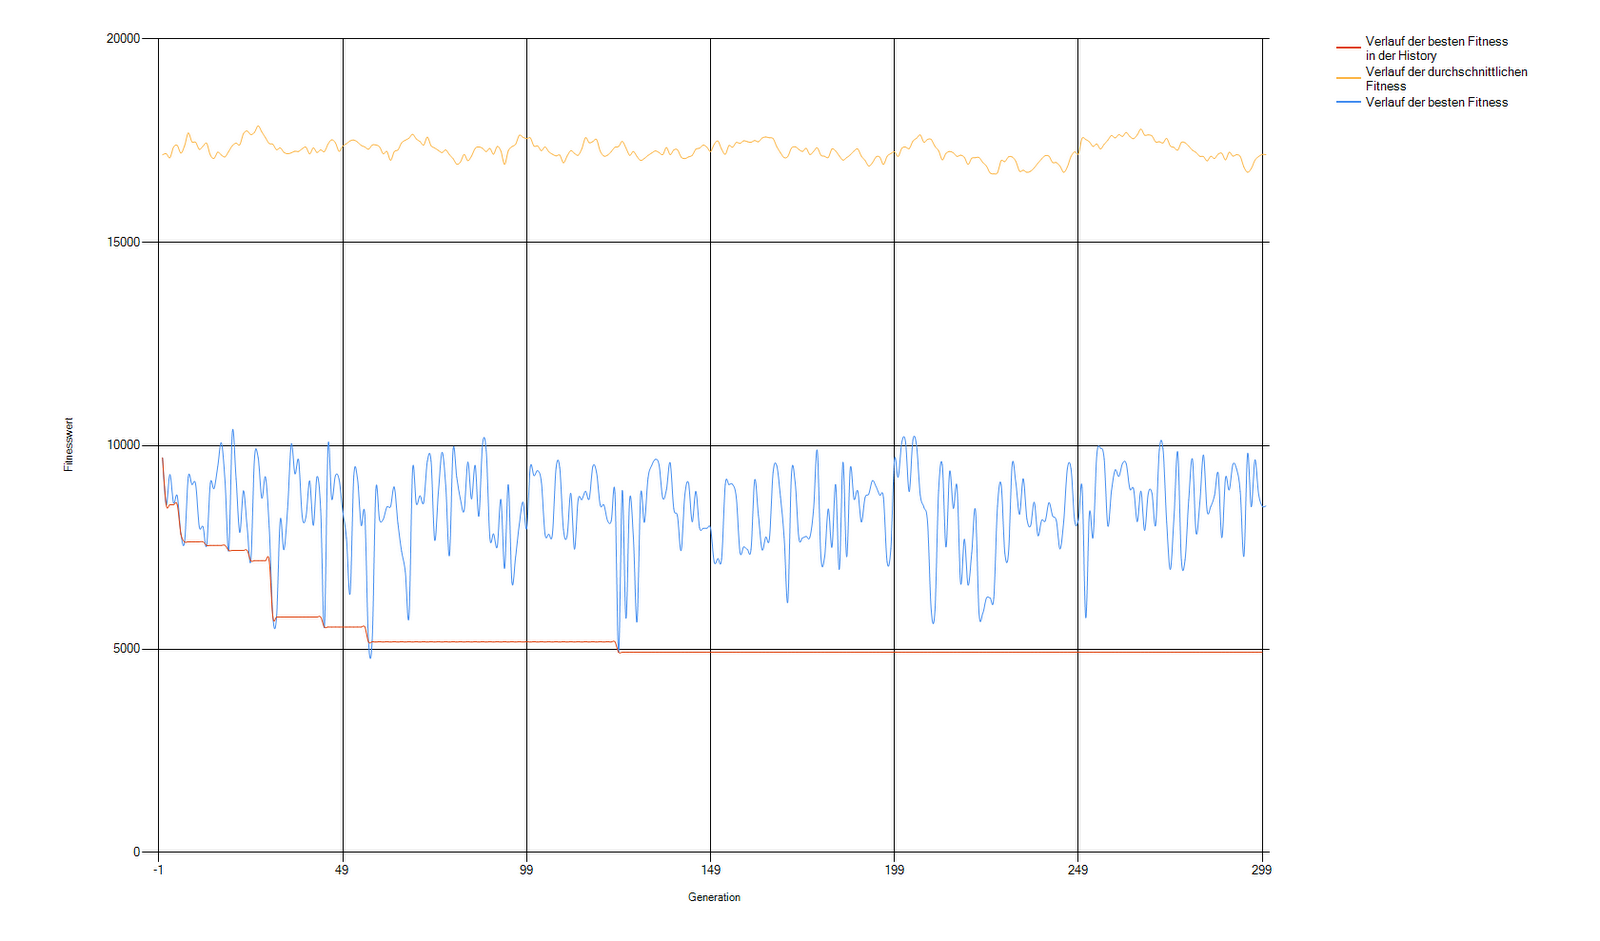 20000
15000
10000
5000
0
-1 49 99 149 199 249 299
Fitnesswert
Generation
Verlauf der besten Fitness
in der History
Verlauf der durchschnittlichen
Fitness
Verlauf der besten Fitness